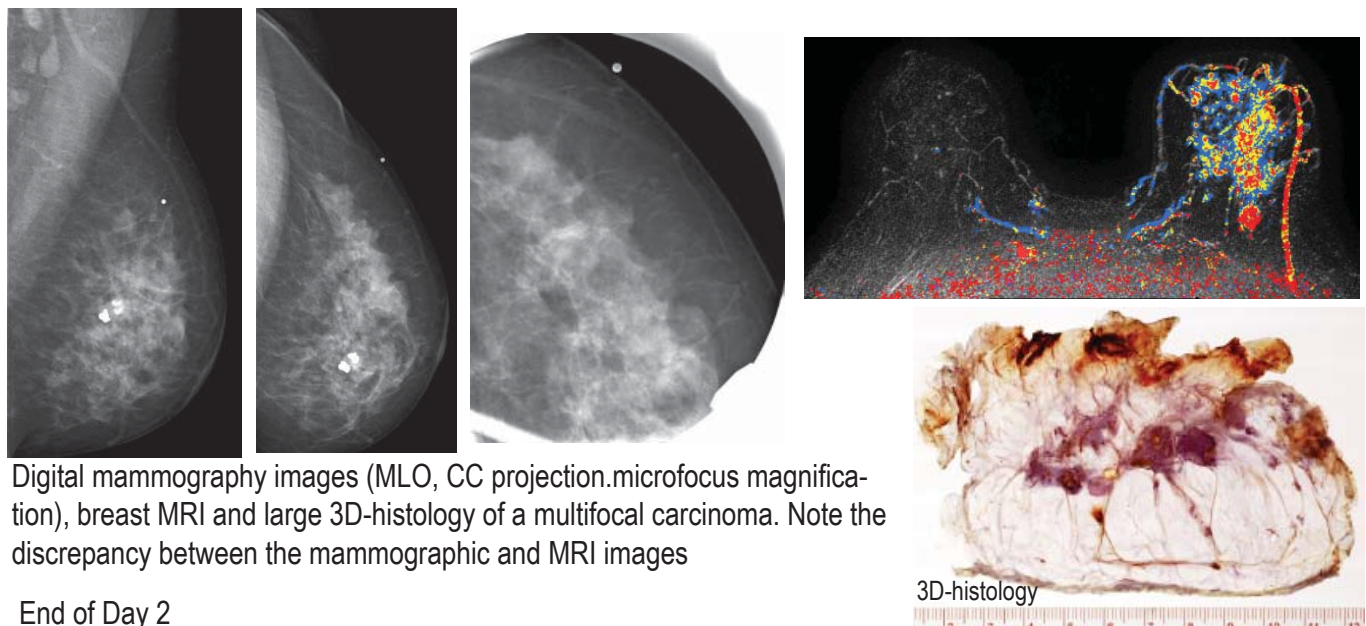 Digital mammography images (MLO, CC projection.microfocus magnifica-
tion), breast MRI and large 3D-histology of a multifocal carcinoma. Note the
discrepancy between the mammographic and MRI images
End of Day 2
3D-histology